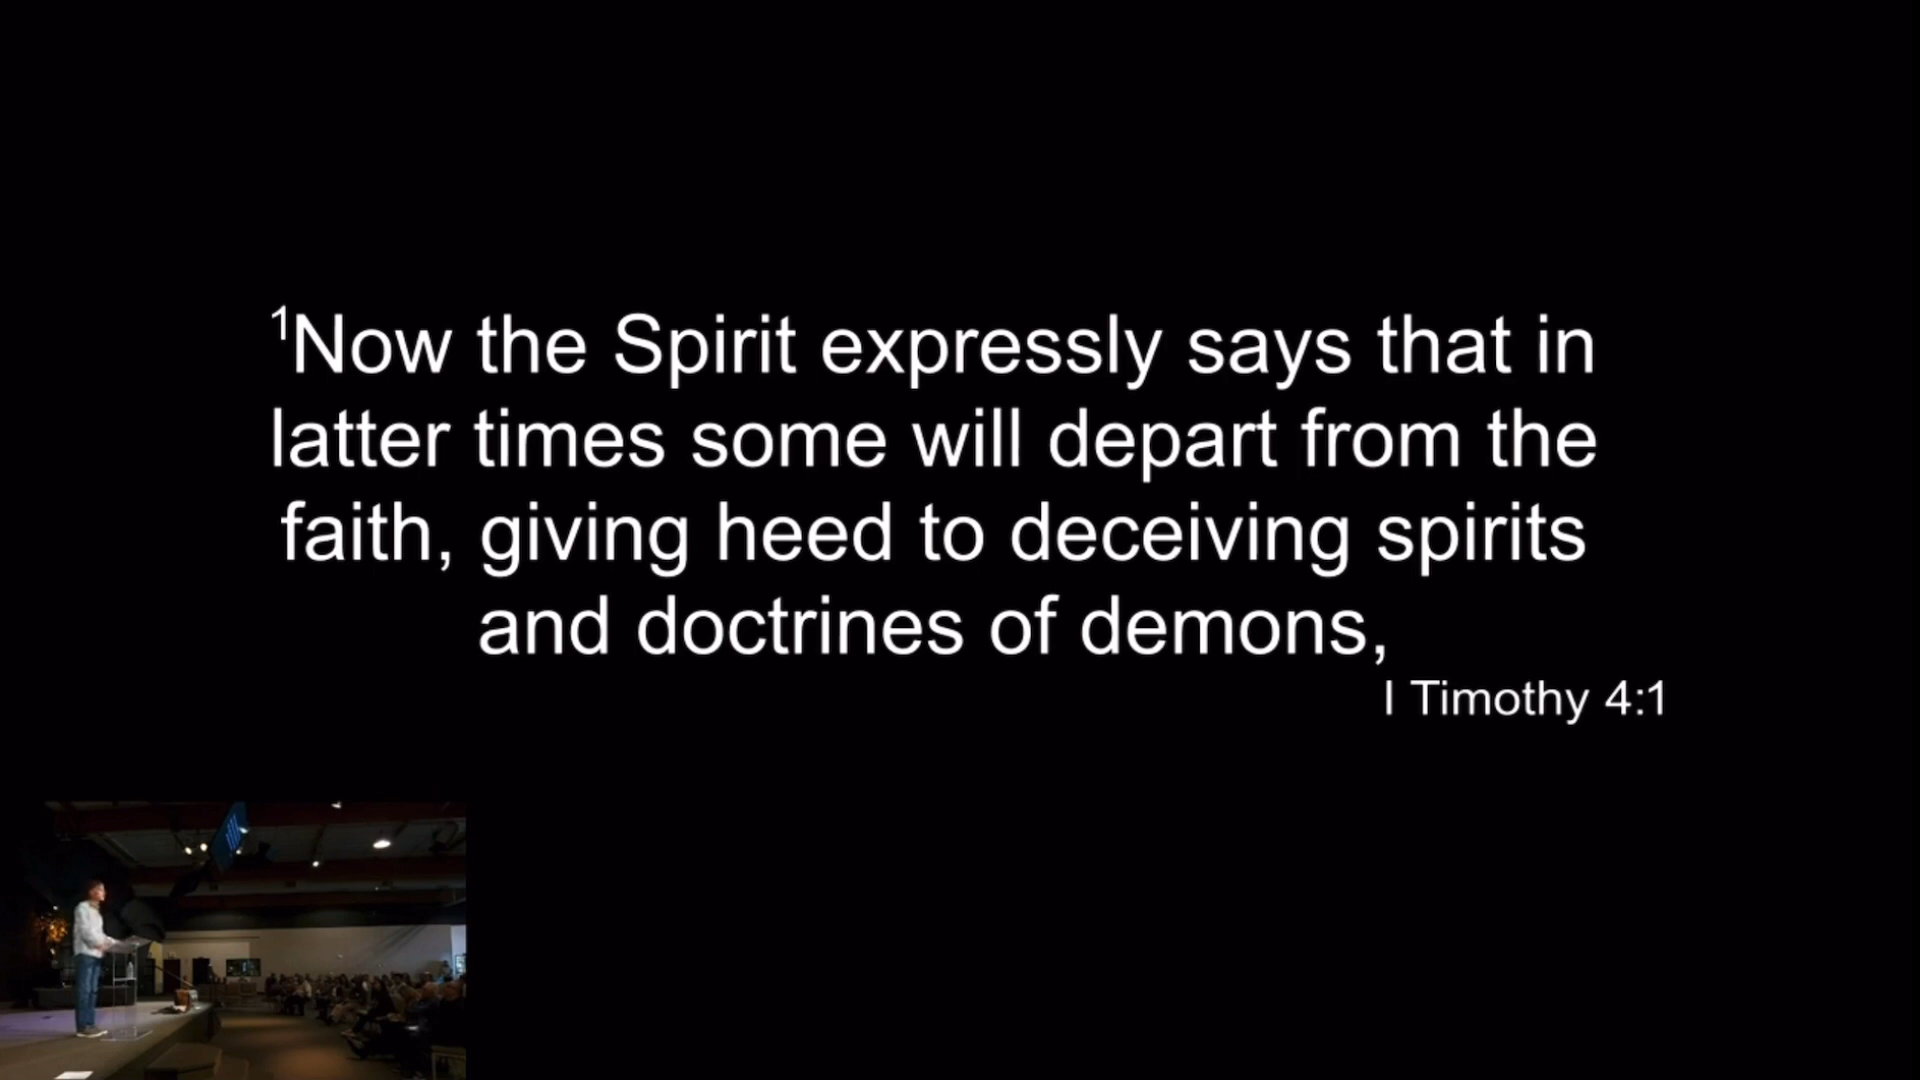 ¹Now the Spirit expressly says that in
latter times some will depart from the
faith, giving heed to deceiving spirits
and doctrines of demons,
I Timothy 4:1